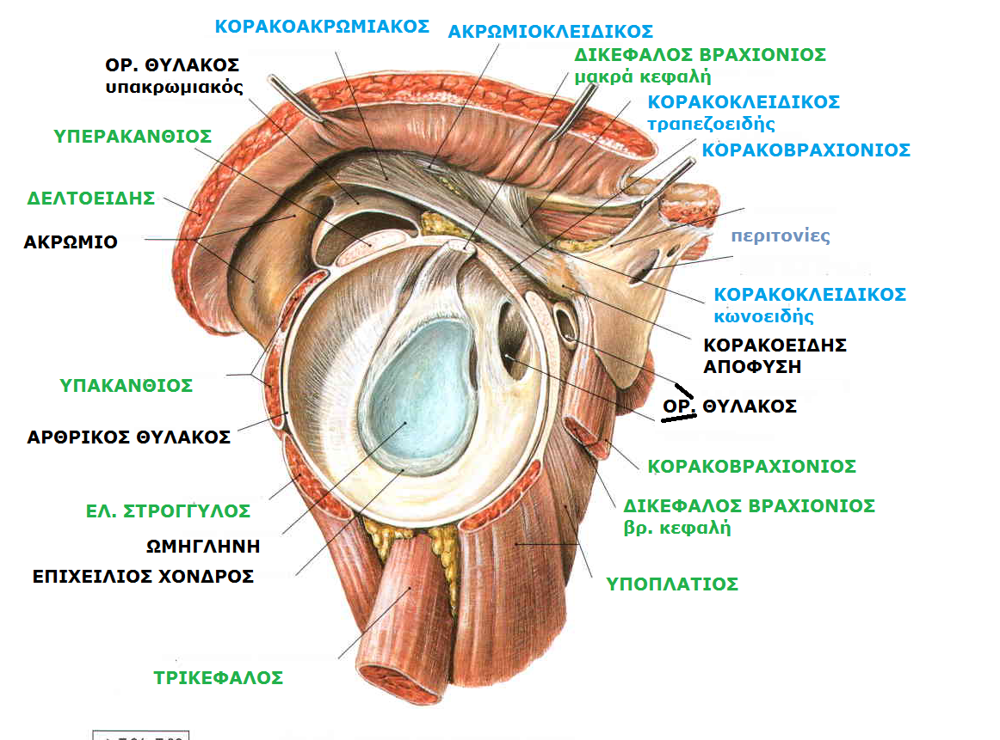 ΚΟΡΑΚΟΑΚΡΩΜΙΑΚΟΣ
ΑΚΡΩΜΙΟΚΛΕΙΔΙΚΟΣ
ΔΙΚΕΦΑΛΟΣ ΒΡΑΧΙΟΝΙΟΣ
μακρά κεφαλή
ΟΡ. ΘΥΛΑΚΟΣ
υπακρωμιακός
ΚΟΡΑΚΟΚΛΕΙΔΙΚΟΣ
τραπεζοειδής
ΥΠΕΡΑΚΑΝΘΙΟΣ
ΚΟΡΑΚΟΒΡΑΧΙΟΝΙΟΣ
ΔΕΛΤΟΕΙΔΗΣ
ΑΚΡΩΜΙΟ
περιτονίες
ΚΟΡΑΚΟΚΛΕΙΔΙΚΟΣ
κωνοειδής
ΚΟΡΑΚΟΕΙΔΗΣ
ΑΠΟΦΥΣΗ
ΥΠΑΚΑΝΘΙΟΣ
ΟΡ. ΘΥΛΑΚΟΣ
ΑΡΘΡΙΚΟΣ ΘΥΛΑΚΟΣ
ΚΟΡΑΚΟΒΡΑΧΙΟΝΙΟΣ
ΕΛ. ΣΤΡΟΓΓΥΛΟΣ
ΔΙΚΕΦΑΛΟΣ ΒΡΑΧΙΟΝΙΟΣ
βρ. κεφαλή
ΩΜΗΓΛΗΝΗ
ΕΠΙΧΕΙΛΙΟΣ ΧΟΝΔΡΟΣ
ΥΠΟΠΛΑΤΙΟΣ
ΤΡΙΚΕΦΑΛΟΣ